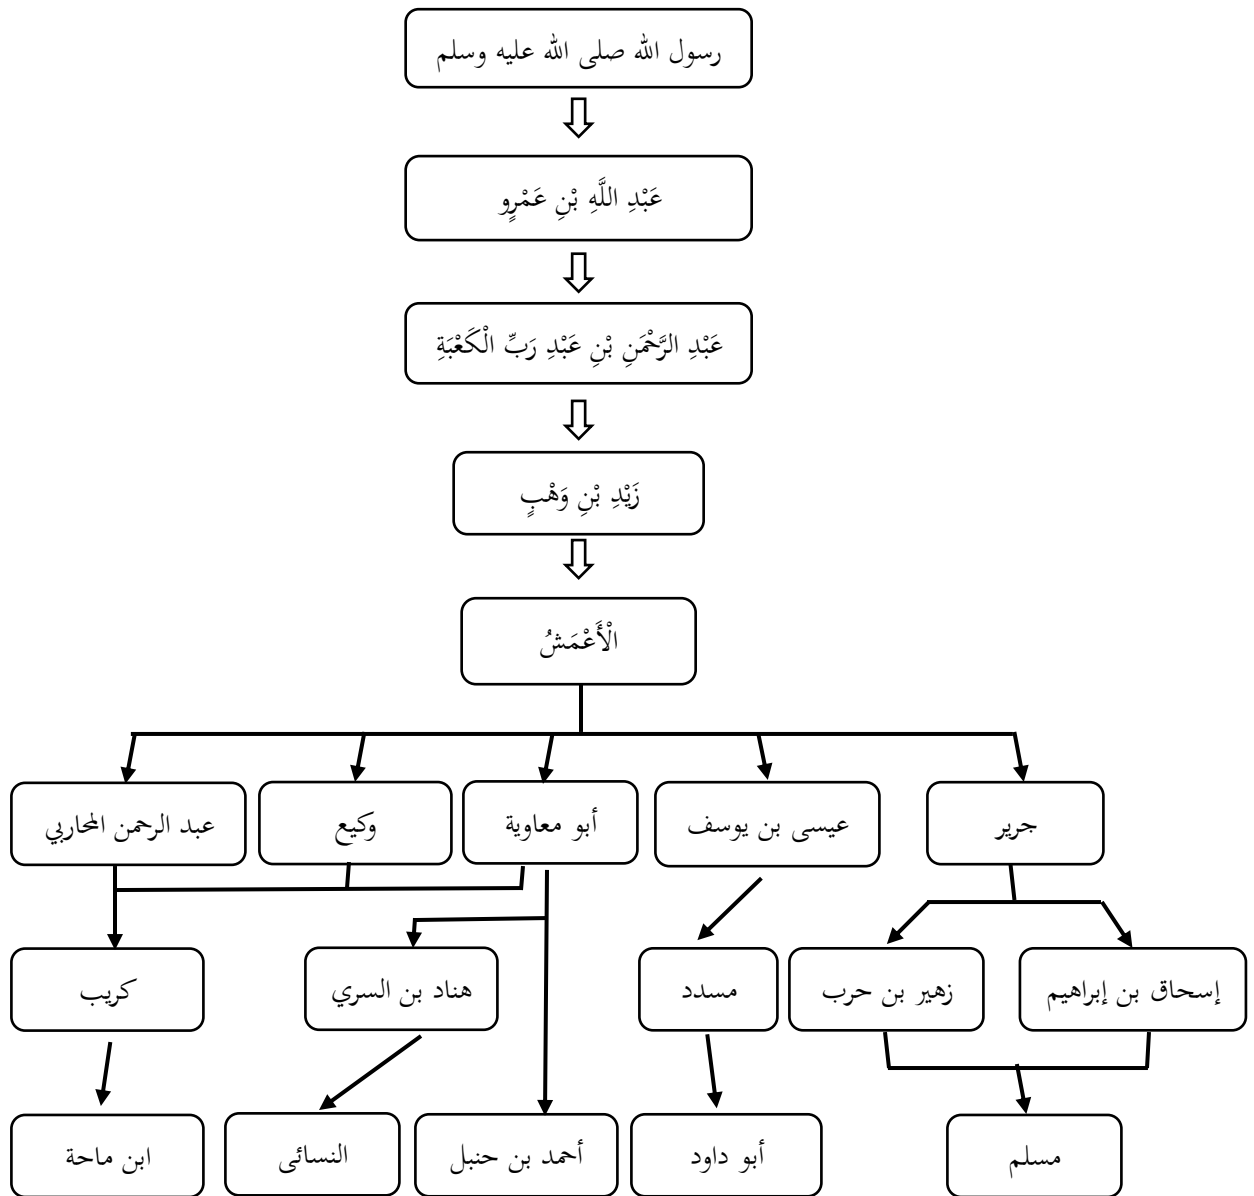 رسول الله صلى الله عليه وسلم
عَبْدِ اللَّهِ بْنِ عَمْرٍو
عَبْدِ الرَّحْمَنِ بْنِ عَبْدِ رَبِّ الْكَعْبَةِ
زَيْدِ بْنِ وَهْبٍ
الْأَعْمَشُ
جرير
عيسى بن يوسف
أبو معاوية
وكيع
عبد الرحمن المحاربي
إسحاق بن إبراهيم
زهير بن حرب
مسدد
هناد بن السري
كريب
مسلم
أبو داود
أحمد بن حنبل
النسائى
ابن ماحة